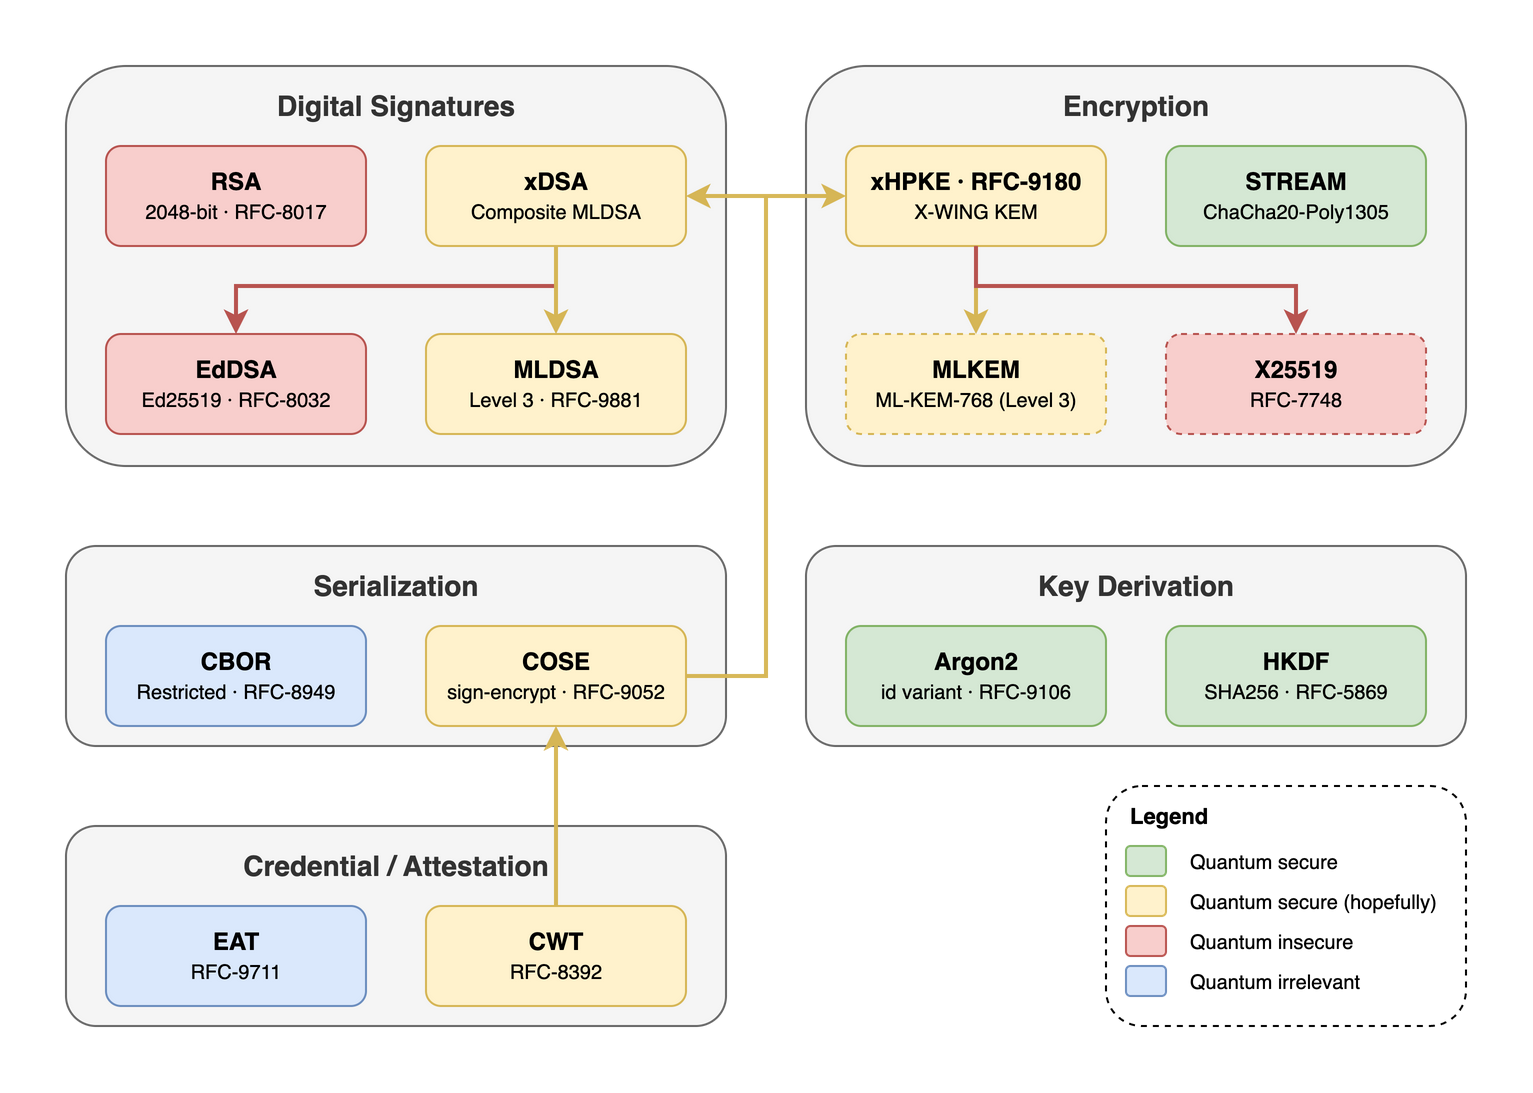 Digital Signatures
RSA
2048-bit · RFC-8017
xDSA
Composite MLDSA
EdDSA
Ed25519 · RFC-8032
MLDSA
Level 3 · RFC-9881
Encryption
xHPKE · RFC-9180
X-WING KEM
STREAM
ChaCha20-Poly1305
MLKEM
ML-KEM-768 (Level 3)
X25519
RFC-7748
Serialization
CBOR
Restricted · RFC-8949
COSE
sign-encrypt · RFC-9052
Key Derivation
Argon2
id variant · RFC-9106
HKDF
SHA256 · RFC-5869
Credential / Attestation
EAT
RFC-9711
CWT
RFC-8392
Legend
Quantum secure
Quantum secure (hopefully)
Quantum insecure
Quantum irrelevant